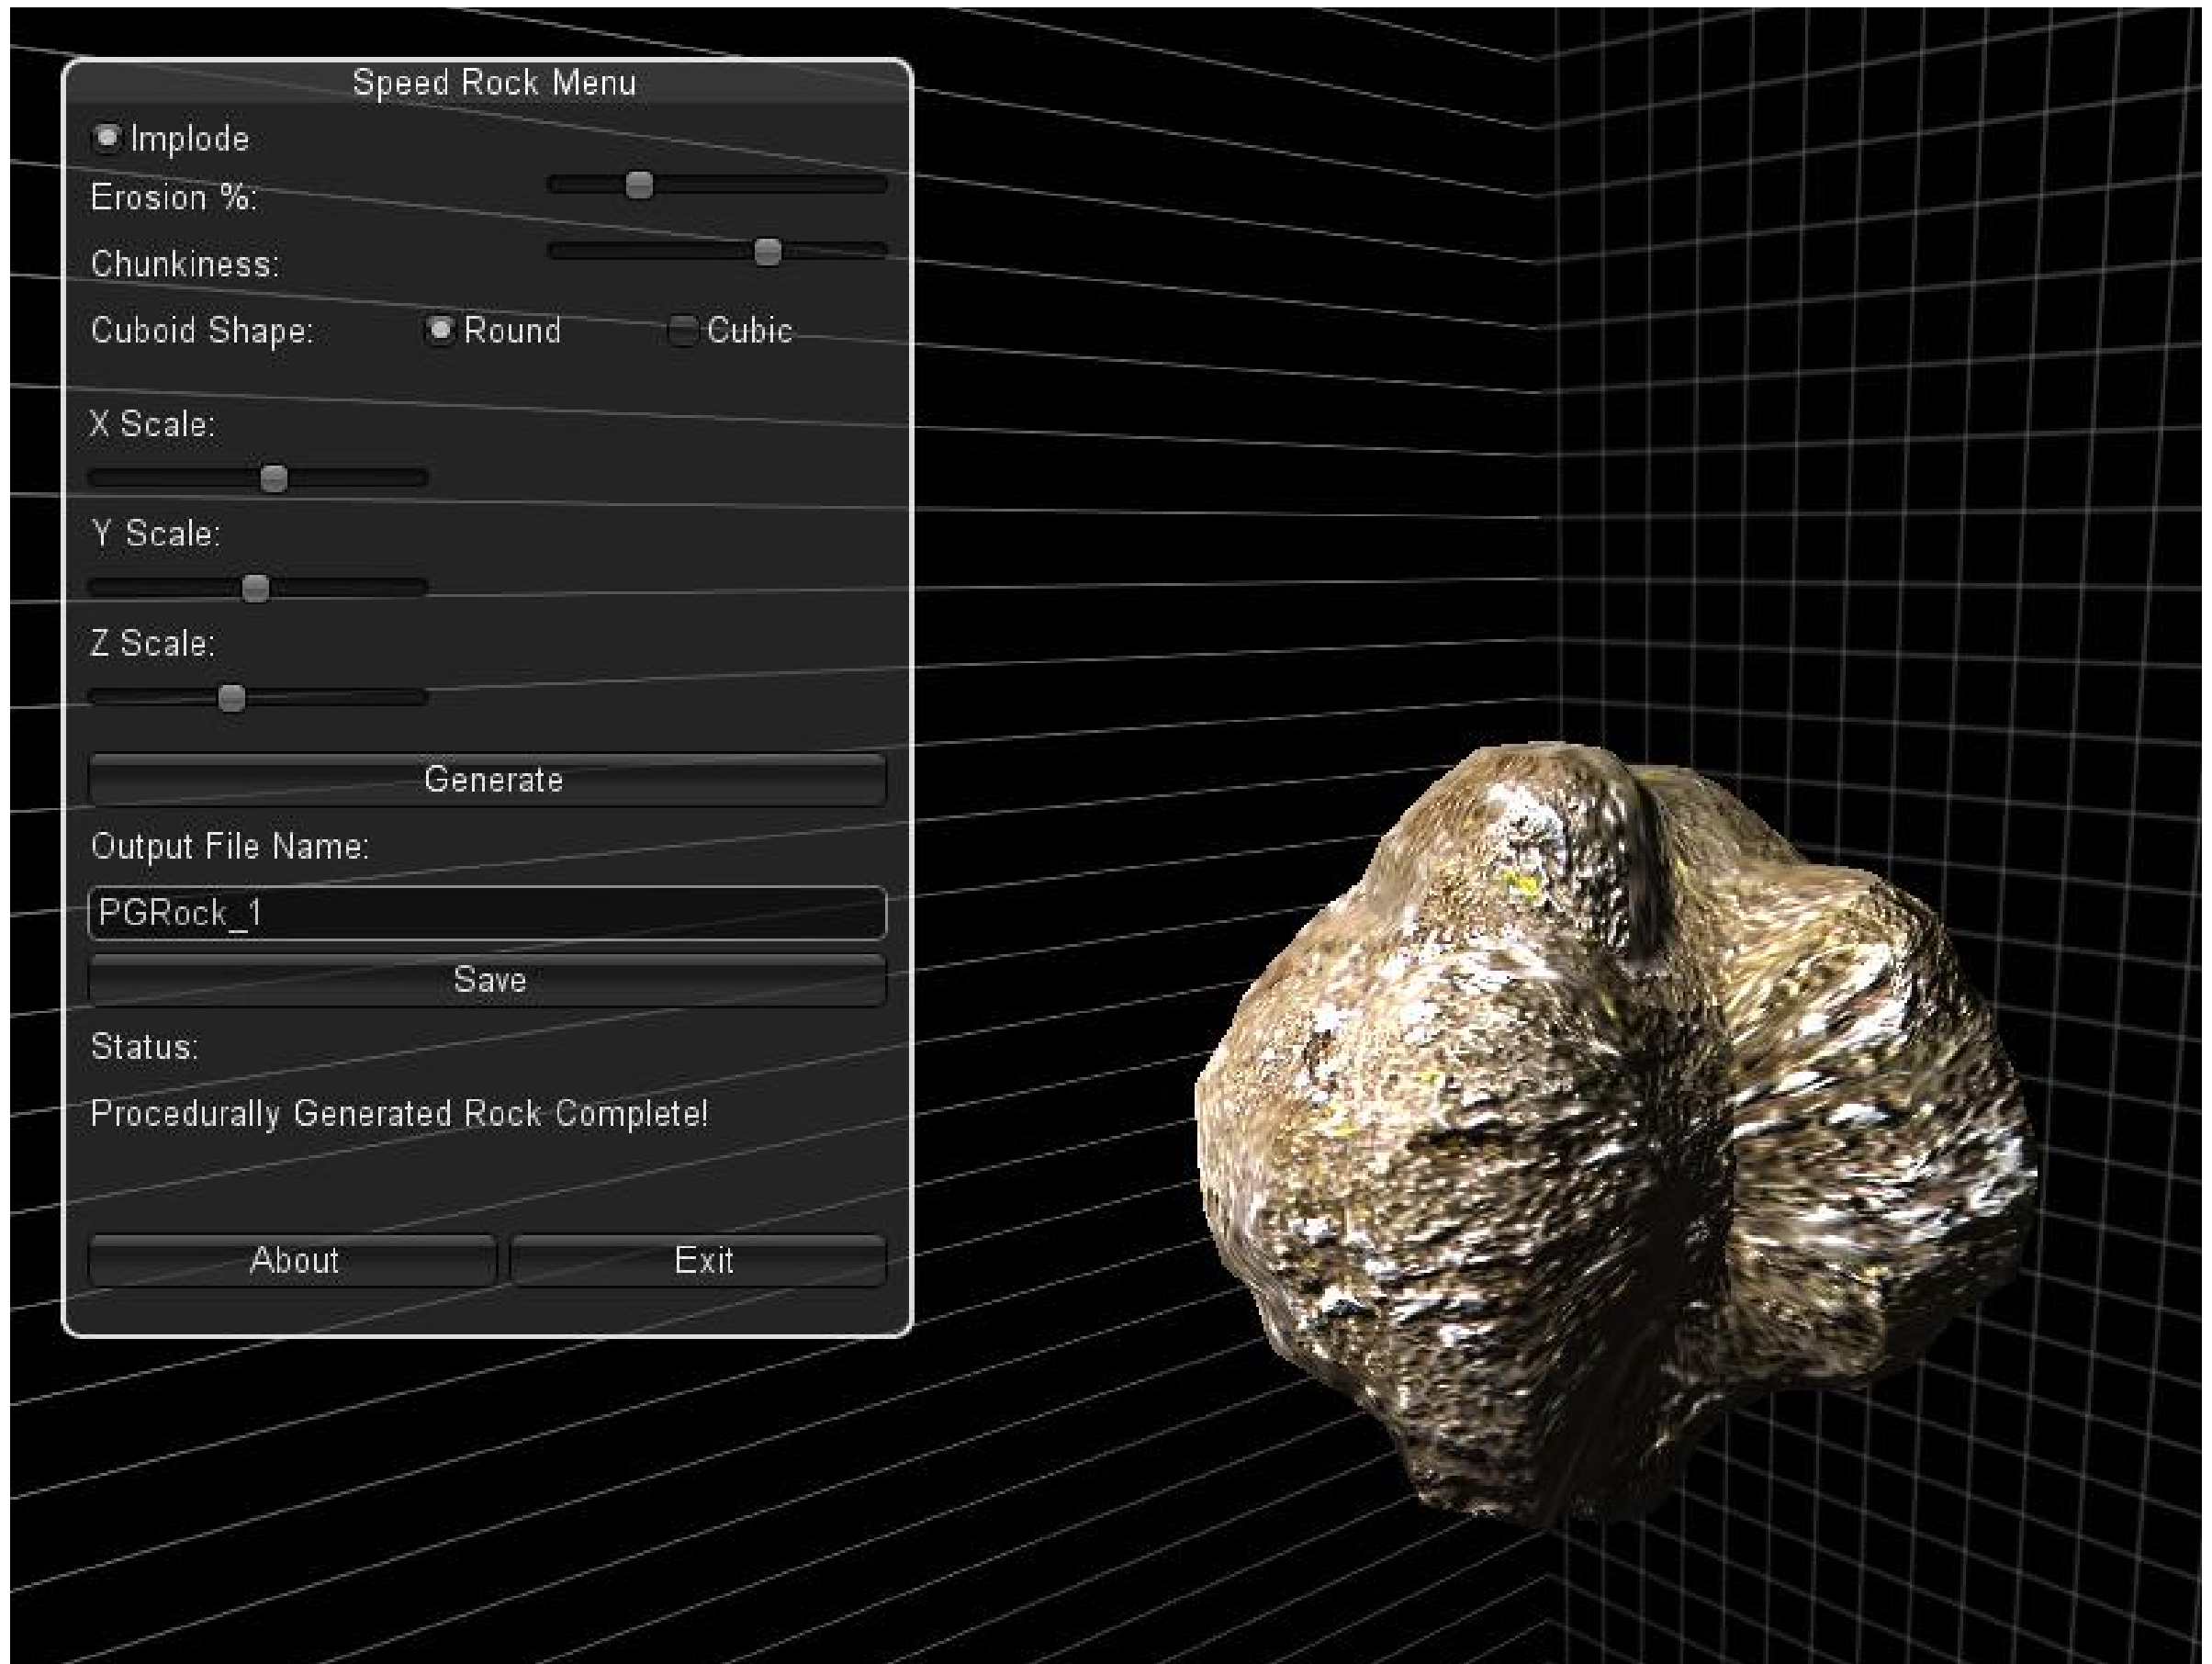 Speed Rock Menu
Implode
Erosion %:
Chunkiness:
Cuboid Shape: Round Cubic
X Scale:
Y Scale:
Z Scale:
Generate
Output File Name:
PGRock_1
Save
Status:
Procedurally Generated Rock Complete!
About Exit